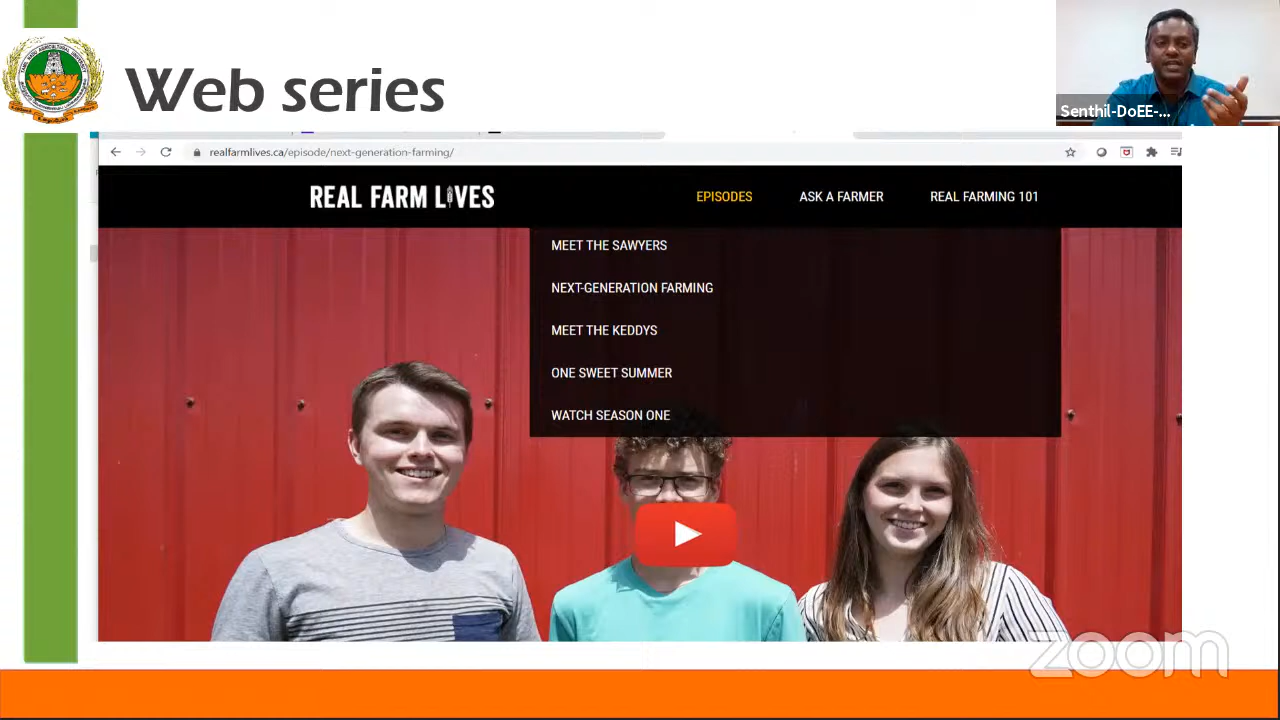 Web series
Senthil-DoEE-...
realfarmlives.ca/episode/next-generation-farming/
REAL FARM LIVES
EPISODES
ASK A FARMER
REAL FARMING 101
MEET THE SAWYERS
NEXT-GENERATION FARMING
MEET THE KEDDYS
ONE SWEET SUMMER
WATCH SEASON ONE
zoom